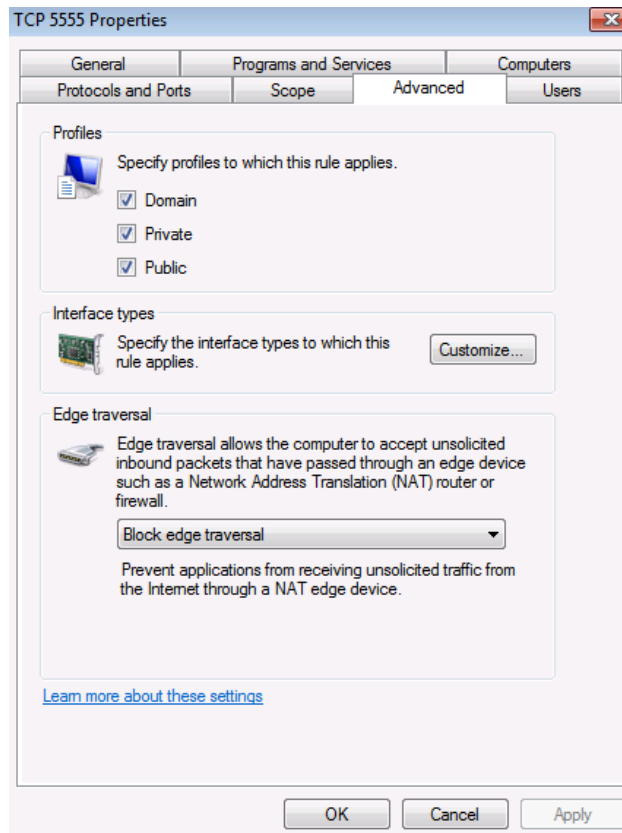 TCP 5555 Properties
General
Programs and Services
Computers
Protocols and Ports
Scope
Advanced
Users
Profiles
Specify profiles to which this rule applies.
Domain
Private
Public
Interface types
Specify the interface types to which this
rule applies.
Customize...
Edge traversal
Edge traversal allows the computer to accept unsolicited
inbound packets that have passed through an edge device
such as a Network Address Translation (NAT) router or
firewall.
Block edge traversal
Prevent applications from receiving unsolicited traffic from
the Internet through a NAT edge device.
Learn more about these settings
OK
Cancel
Apply